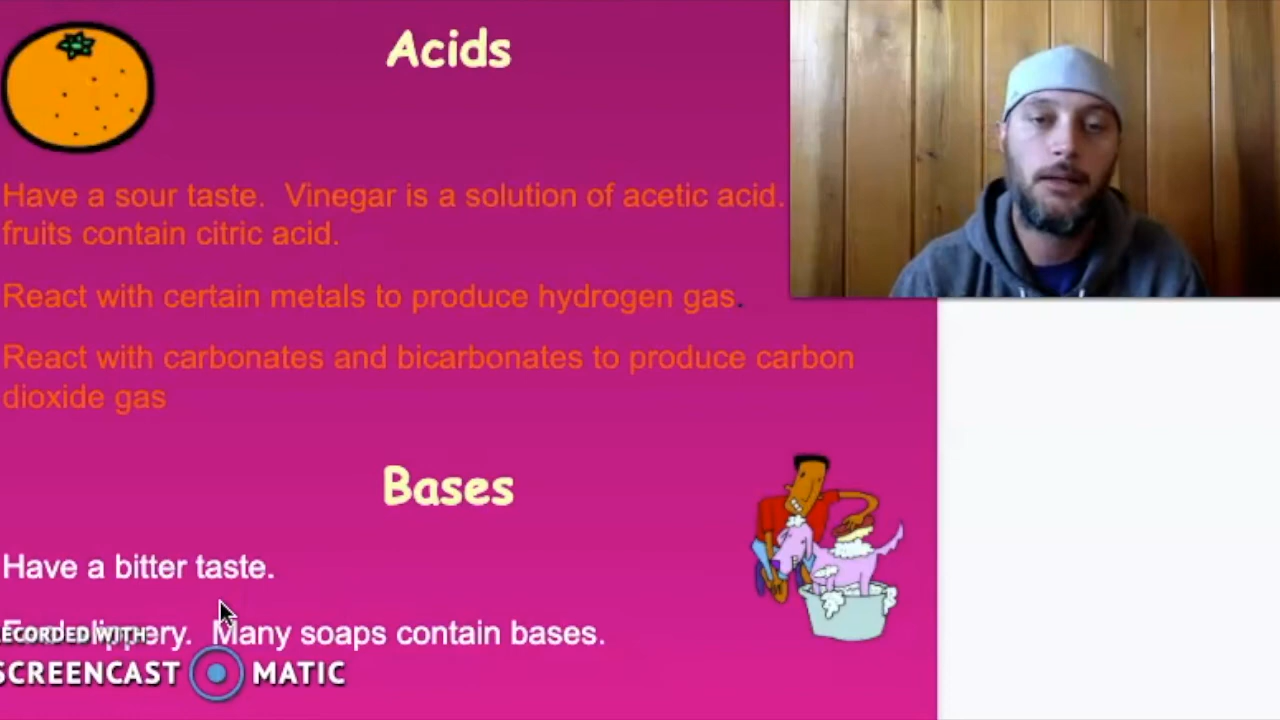 Acids
Have a sour taste. Vinegar is a solution of acetic acid.
fruits contain citric acid.
React with certain metals to produce hydrogen gas.
React with carbonates and bicarbonates to produce carbon
dioxide gas
Bases
Have a bitter taste.
Many soaps contain bases.
WITH
SCREENCAST MATIC